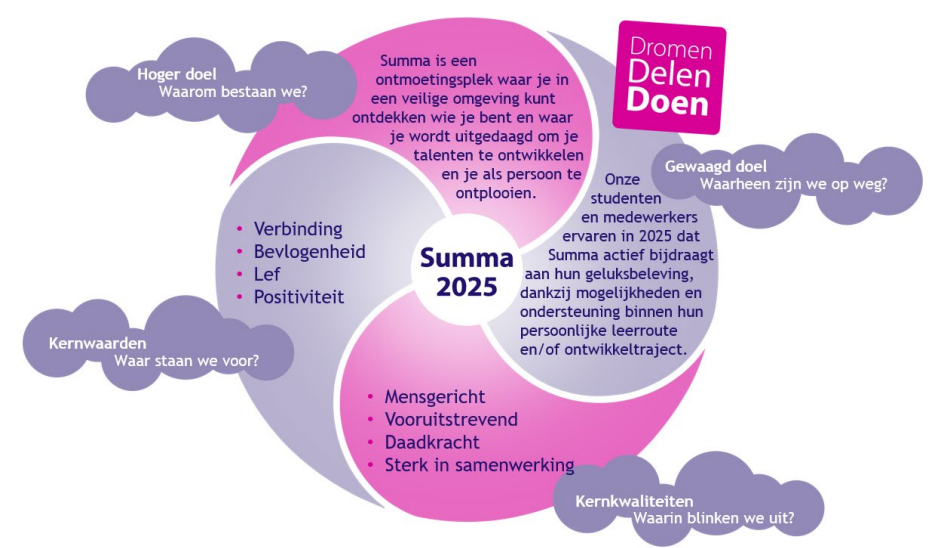 Hoger doel
Waarom bestaan we?
Summa is een
ontmoetingsplek waar je in
een veilige omgeving kunt
ontdekken wie je bent en waar
je wordt uitgedaagd om je
talenten te ontwikkelen
en je als persoon te
ontplooien.
Dromen
Delen
Doen
Gewaagd doel
Waarheen zijn we op weg?
Onze
studenten
en medewerkers
ervaren in 2025 dat
Summa actief bijdraagt
aan hun geluksbeleving,
dankzij mogelijkheden en
ondersteuning binnen hun
persoonlijke leerroute
en/of ontwikkeltraject.
Summa
2025
• Verbinding
• Bevlogenheid
• Lef
• Positiviteit
Kernwaarden
Waar staan we voor?
• Mensgericht
• Vooruitstrevend
• Daadkracht
• Sterk in samenwerking
Kernkwaliteiten
Waarin blinken we uit?